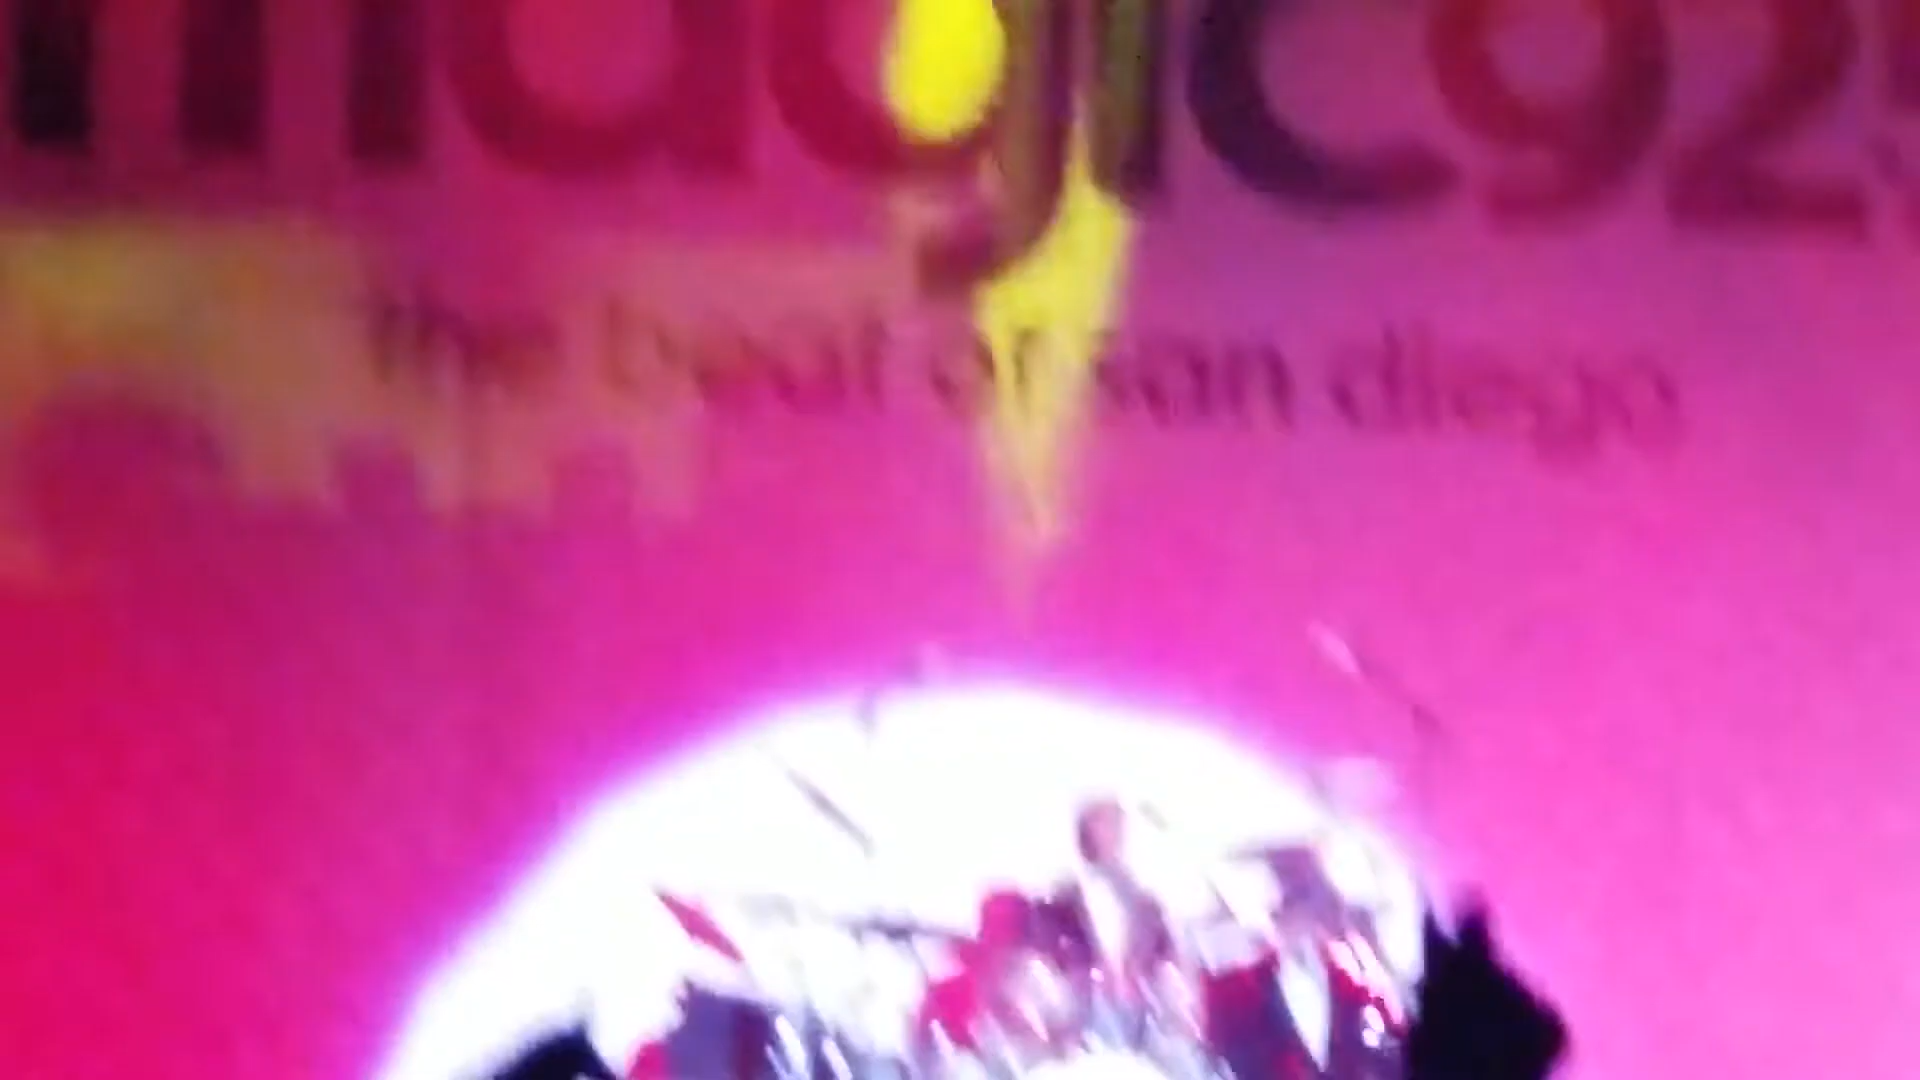 magic92
the beat of san diego